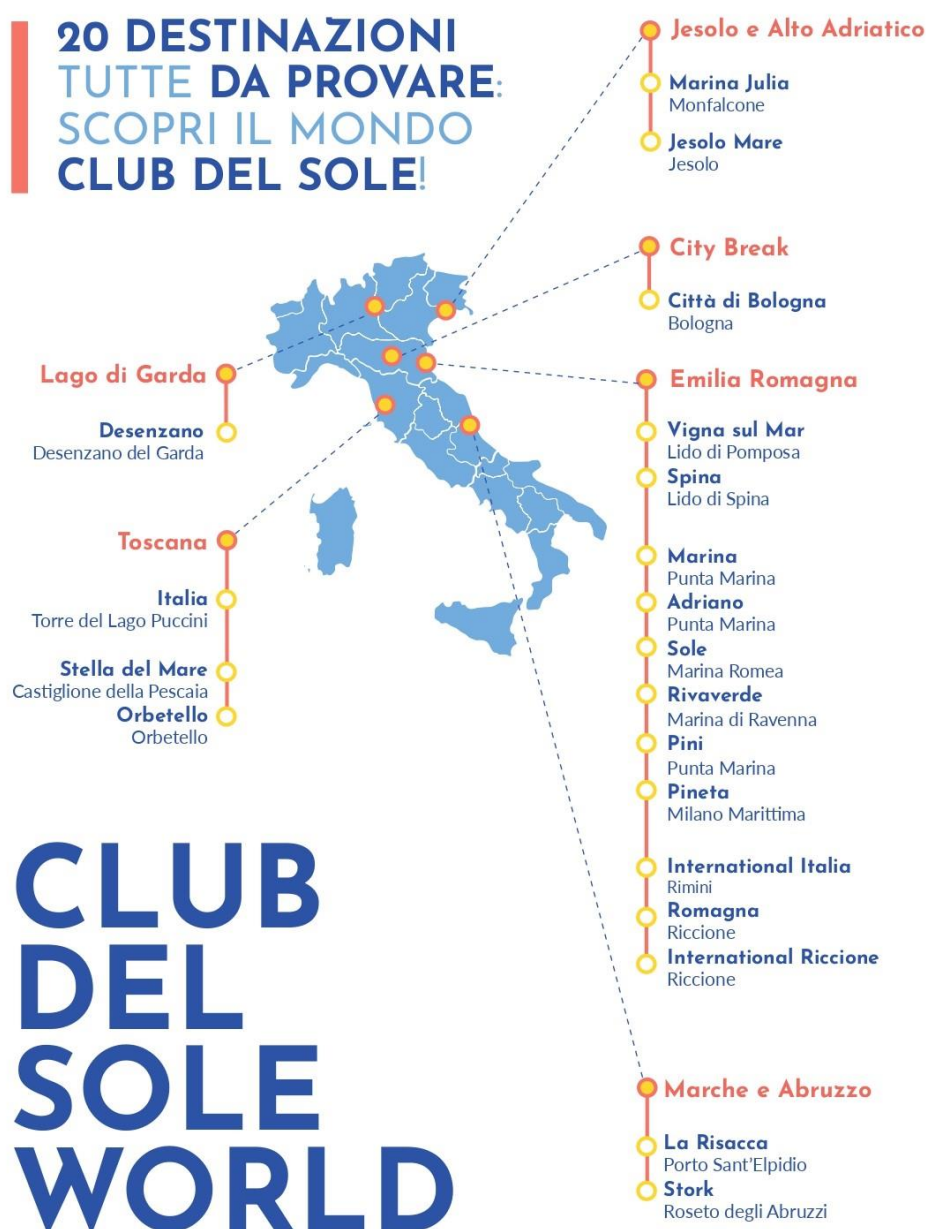 20 DESTINAZIONI
TUTTE DA PROVARE:
SCOPRI IL MONDO
CLUB DEL SOLE!
Jesolo e Alto Adriatico
Marina Julia
Monfalcone
Jesolo Mare
Jesolo
City Break
Città di Bologna
Bologna
Lago di Garda
Desenzano
Desenzano del Garda
Emilia Romagna
Vigna sul Mar
Lido di Pomposa
Spina
Lido di Spina
Marina
Punta Marina
Adriano
Punta Marina
Sole
Marina Romea
Rivaverde
Marina di Ravenna
Pini
Punta Marina
Pineta
Milano Marittima
International Italia
Rimini
Romagna
Riccione
International Riccione
Riccione
Toscana
Italia
Torre del Lago Puccini
Stella del Mare
Castiglione della Pescaia
Orbetello
Orbetello
Marche e Abruzzo
La Risacca
Porto Sant'Elpidio
Stork
Roseto degli Abruzzi
CLUB
DEL
SOLE
WORLD